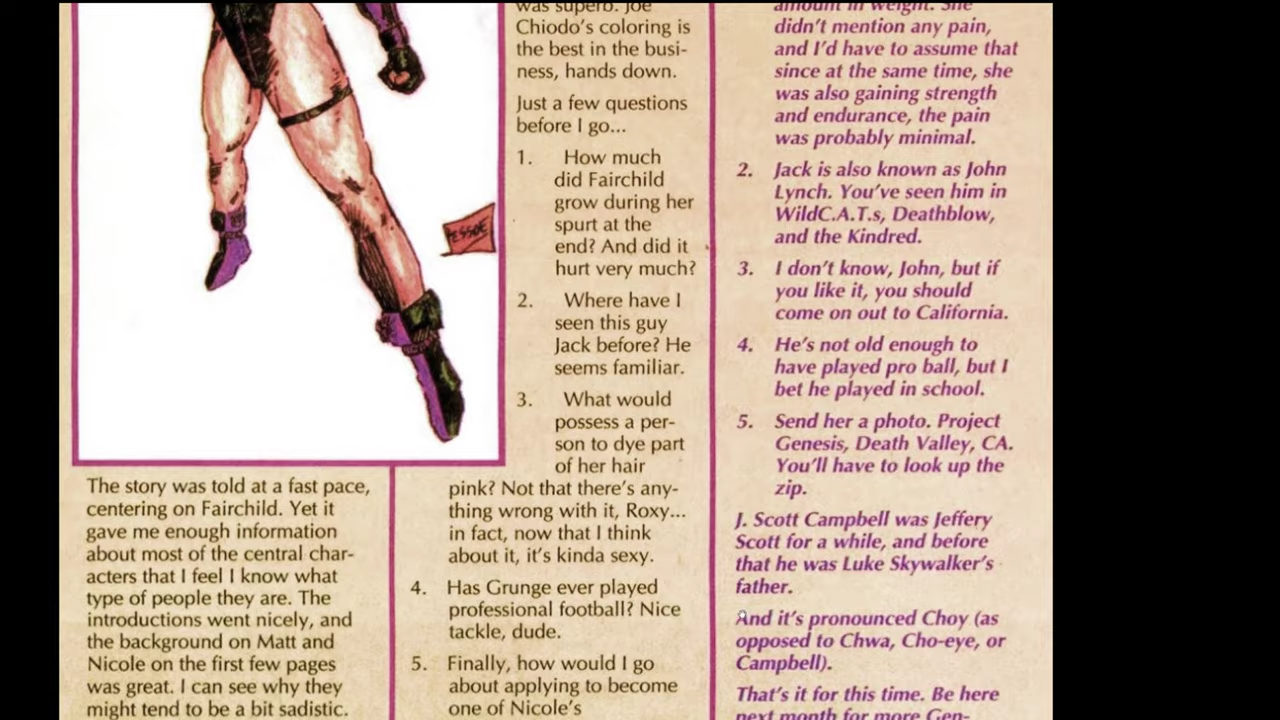 The story was told at a fast pace,
centering on Fairchild. Yet it
gave me enough information
about most of the central char-
acters that I feel I know what
type of people they are. The
introductions went nicely, and
the background on Matt and
Nicole on the first few pages
was great. I can see why they
might tend to be a bit sadistic.
was superb. Joe
Chiodo's coloring is
the best in the busi-
ness, hands down.
Just a few questions
before I go...
1. How much
did Fairchild
grow during her
spurt at the
end? And did it
hurt very much?
2. Where have I
seen this guy
Jack before? He
seems familiar.
3. What would
possess a per-
son to dye part
of her hair
pink? Not that there's any-
thing wrong with it, Roxy...
in fact, now that I think
about it, it's kinda sexy.
4. Has Grunge ever played
professional football? Nice
tackle, dude.
5. Finally, how would I go
about applying to become
one of Nicole's
amount in weight. She
didn't mention any pain,
and I'd have to assume that
since at the same time, she
was also gaining strength
and endurance, the pain
was probably minimal.
2. Jack is also known as John
Lynch. You've seen him in
WildC.A.T.s, Deathblow,
and the Kindred.
3. I don't know, John, but if
you like it, you should
come on out to California.
4. He's not old enough to
have played pro ball, but I
bet he played in school.
5. Send her a photo. Project
Genesis, Death Valley, CA.
You'll have to look up the
zip.
J. Scott Campbell was Jeffery
Scott for a while, and before
that he was Luke Skywalker's
father.
And it's pronounced Choy (as
opposed to Chwa, Cho-eye, or
Campbell).
That's it for this time. Be here
next month for more Gen-